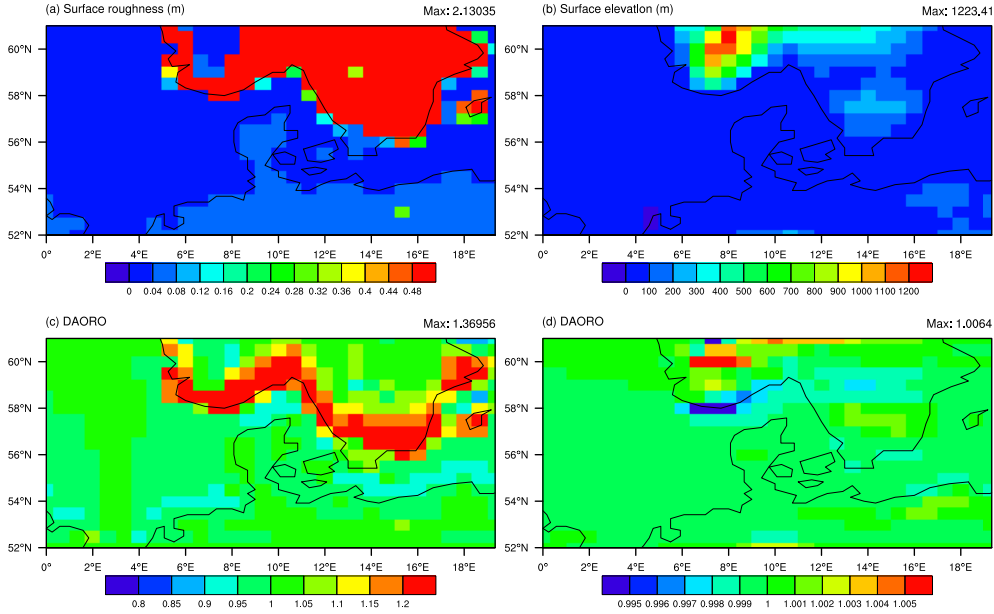 (a) Surface roughness (m) Max: 2.13035
60°N
58°N
56°N
54°N
52°N
0° 2°E 4°E 6°E 8°E 10°E 12°E 14°E 16°E 18°E
0 0.04 0.08 0.12 0.16 0.2 0.24 0.28 0.32 0.36 0.4 0.44 0.48
(b) Surface elevation (m) Max: 1223.41
60°N
58°N
56°N
54°N
52°N
0° 2°E 4°E 6°E 8°E 10°E 12°E 14°E 16°E 18°E
0 100 200 300 400 500 600 700 800 900 1000 1100 1200
(c) DAORO Max: 1.36956
60°N
58°N
56°N
54°N
52°N
0° 2°E 4°E 6°E 8°E 10°E 12°E 14°E 16°E 18°E
0.8 0.85 0.9 0.95 1 1.05 1.1 1.15 1.2
(d) DAORO Max: 1.0064
60°N
58°N
56°N
54°N
52°N
0° 2°E 4°E 6°E 8°E 10°E 12°E 14°E 16°E 18°E
0.995 0.996 0.997 0.998 0.999 1 1.001 1.002 1.003 1.004 1.005